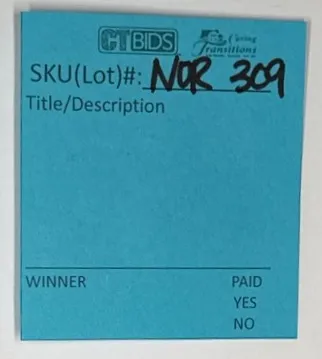 CTBIDS Caring Transitions
SKU(Lot)#: NOR 309
Title/Description
WINNER PAID
YES
NO